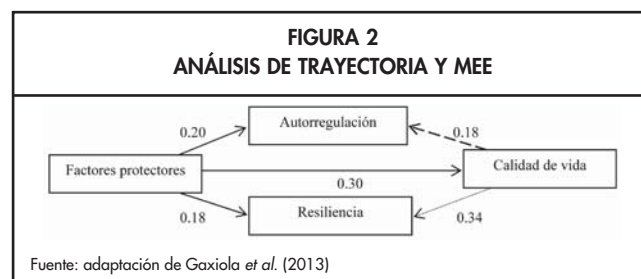 FIGURA 2
ANÁLISIS DE TRAYECTORIA Y MEE
Autorregulación
0.20
0.18
Factores protectores
Calidad de vida
0.30
0.18
Resiliencia
0.34
Fuente: adaptación de Gaxiola et al. (2013)